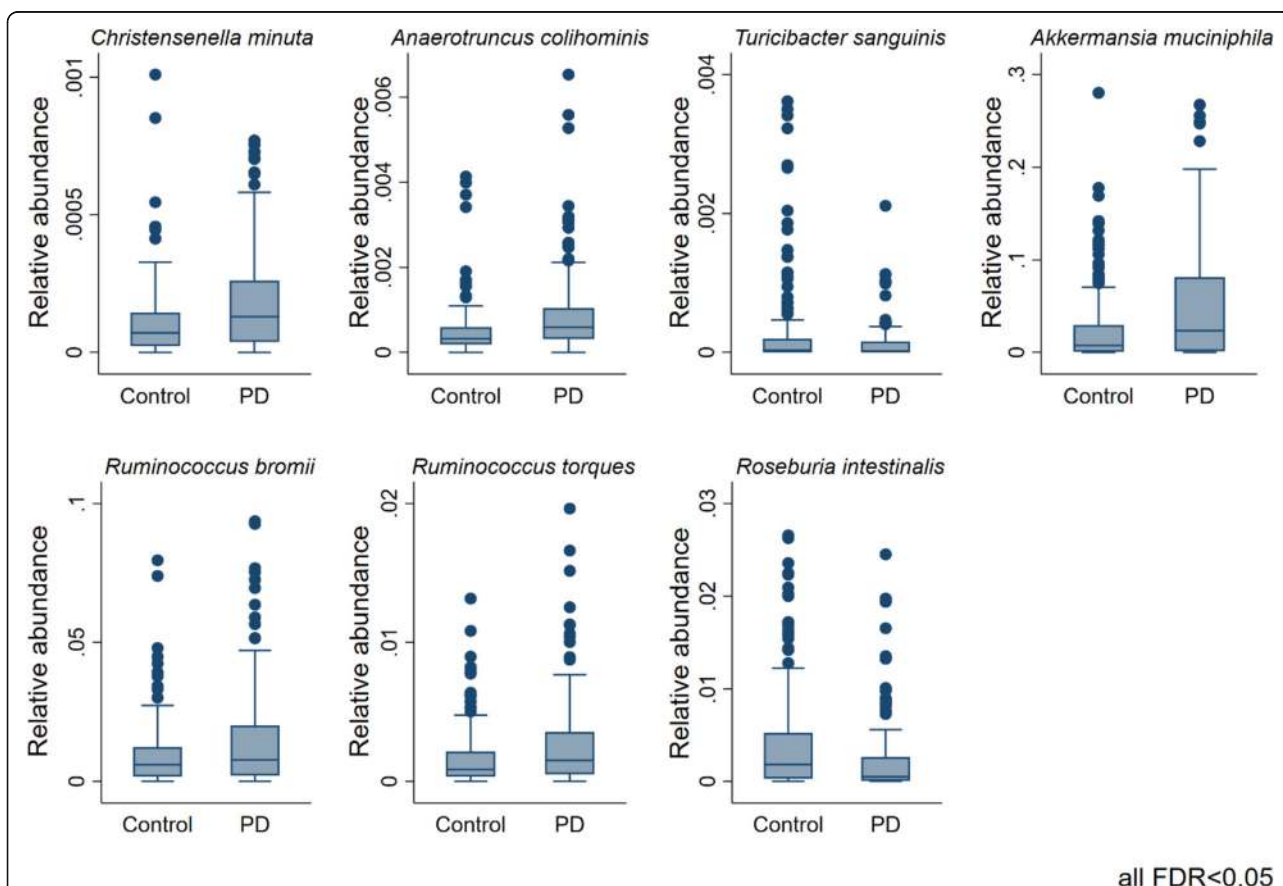 Christensenella minuta
Relative abundance
0 .0005 .001
Control PD
Anaerotruncus colihominis
Relative abundance
0 .002 .004 .006
Control PD
Turicibacter sanguinis
Relative abundance
0 .002 .004
Control PD
Akkermansia muciniphila
Relative abundance
0 .1 .2 .3
Control PD
Ruminococcus bromii
Relative abundance
0 .05 .1
Control PD
Ruminococcus torques
Relative abundance
0 .01 .02
Control PD
Roseburia intestinalis
Relative abundance
0 .01 .02 .03
Control PD
all FDR<0.05